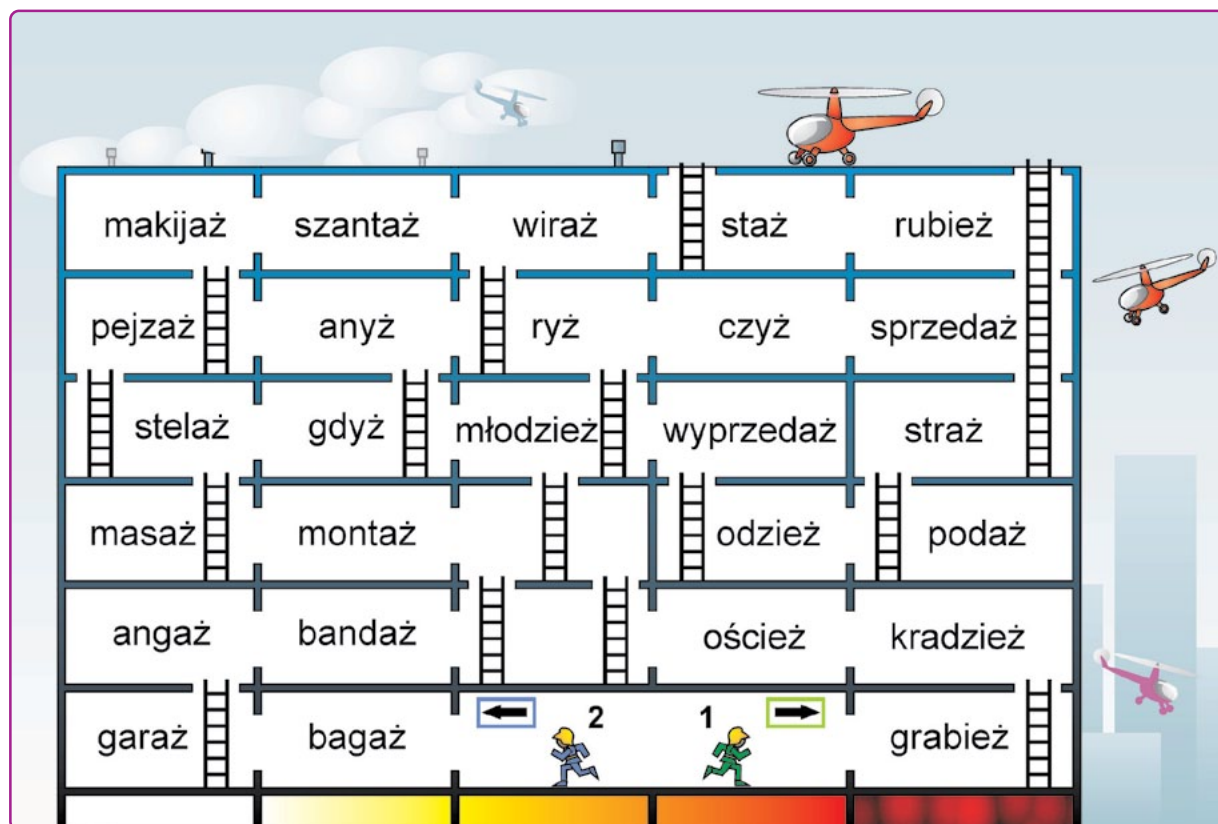 makijaż szantaż wiraż staż rubież
pejzaż anyż ryż czyż sprzedaż
stelaż gdyż młodzież wyprzedaż straż
masaż montaż odzież podaż
angaż bandaż oścież kradzież
garaż bagaż 2 1 grabież